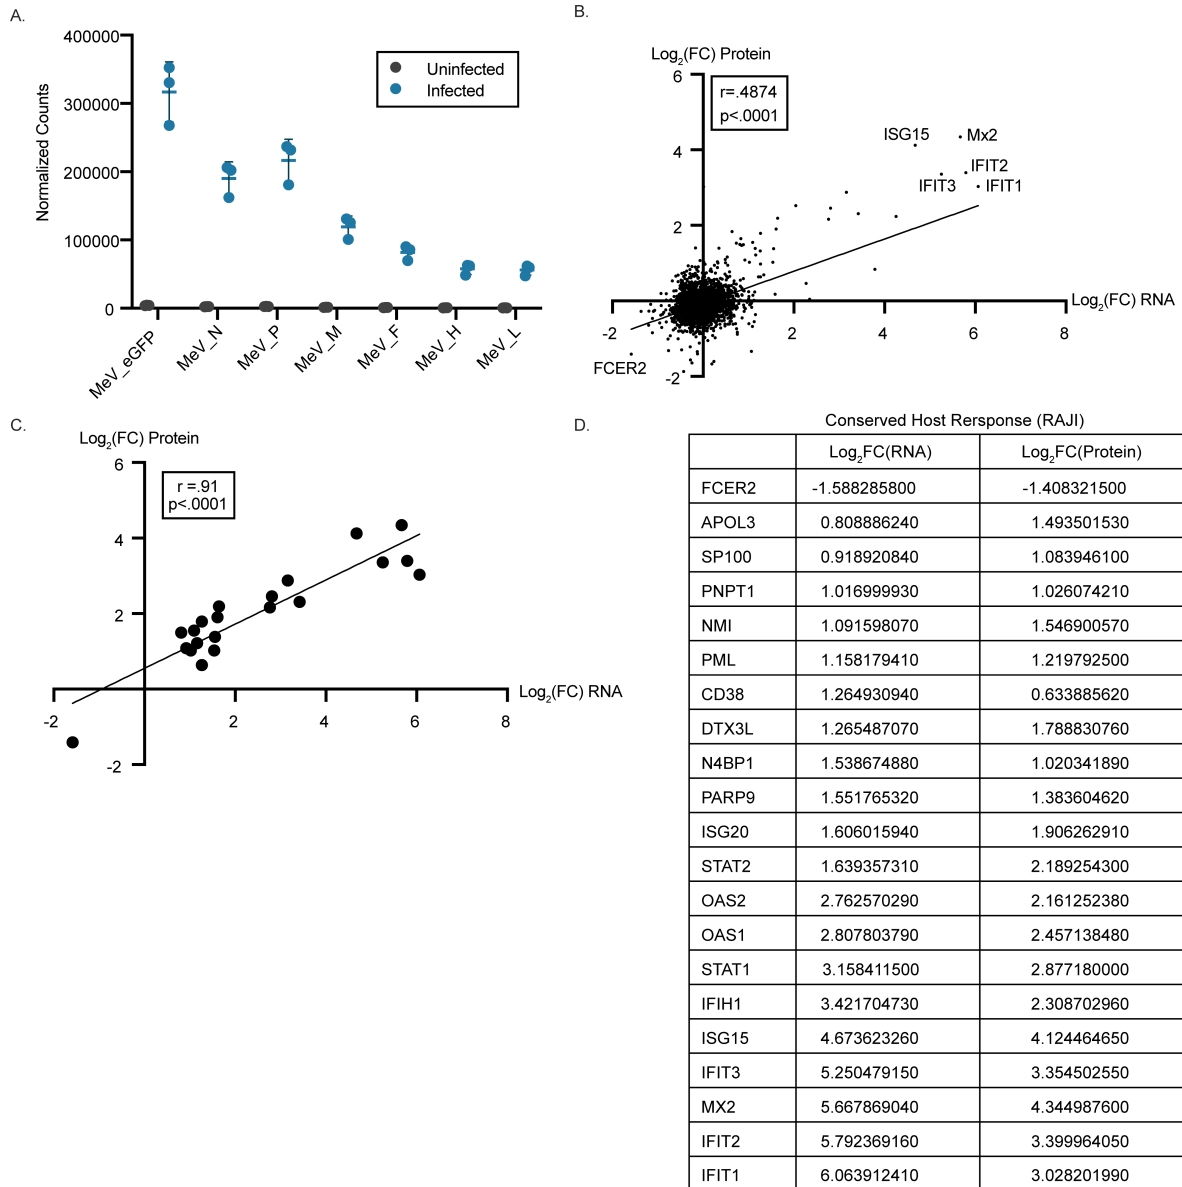 A.
400000
300000
200000
100000
0
Normalized Counts
Uninfected
Infected
MeV_eGFP
MeV_N
MeV_P
MeV_M
MeV_F
MeV_H
MeV_L
B.
Log2(FC) Protein
6
4
2
-2
r=.4874
p<.0001
ISG15
Mx2
IFIT2
IFIT3
IFIT1
Log2(FC) RNA
-2
2
4
6
8
FCER2
C.
Log2(FC) Protein
6
4
2
-2
r =.91
p<.0001
Log2(FC) RNA
-2
2
4
6
8
D.
Conserved Host Rersponse (RAJI)
Log2FC(RNA) Log2FC(Protein)
FCER2 -1.588285800 -1.408321500
APOL3 0.808886240 1.493501530
SP100 0.918920840 1.083946100
PNPT1 1.016999930 1.026074210
NMI 1.091598070 1.546900570
PML 1.158179410 1.219792500
CD38 1.264930940 0.633885620
DTX3L 1.265487070 1.788830760
N4BP1 1.538674880 1.020341890
PARP9 1.551765320 1.383604620
ISG20 1.606015940 1.906262910
STAT2 1.639357310 2.189254300
OAS2 2.762570290 2.161252380
OAS1 2.807803790 2.457138480
STAT1 3.158411500 2.877180000
IFIH1 3.421704730 2.308702960
ISG15 4.673623260 4.124464650
IFIT3 5.250479150 3.354502550
MX2 5.667869040 4.344987600
IFIT2 5.792369160 3.399964050
IFIT1 6.063912410 3.028201990